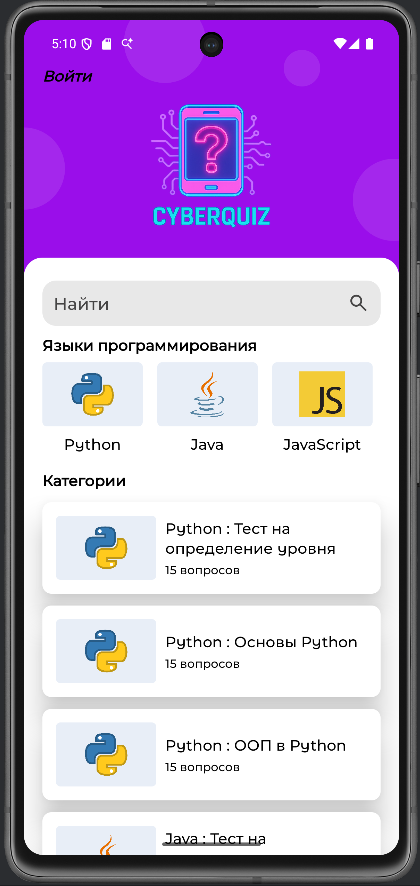 5:10
Войти
?
CYBERQUIZ
Найти
Языки программирования
JS
Python
Java
JavaScript
Категории
Python : Тест на
определение уровня
15 вопросов
Python : Основы Python
15 вопросов
Python : ООП в Python
15 вопросов
Java : Тест на